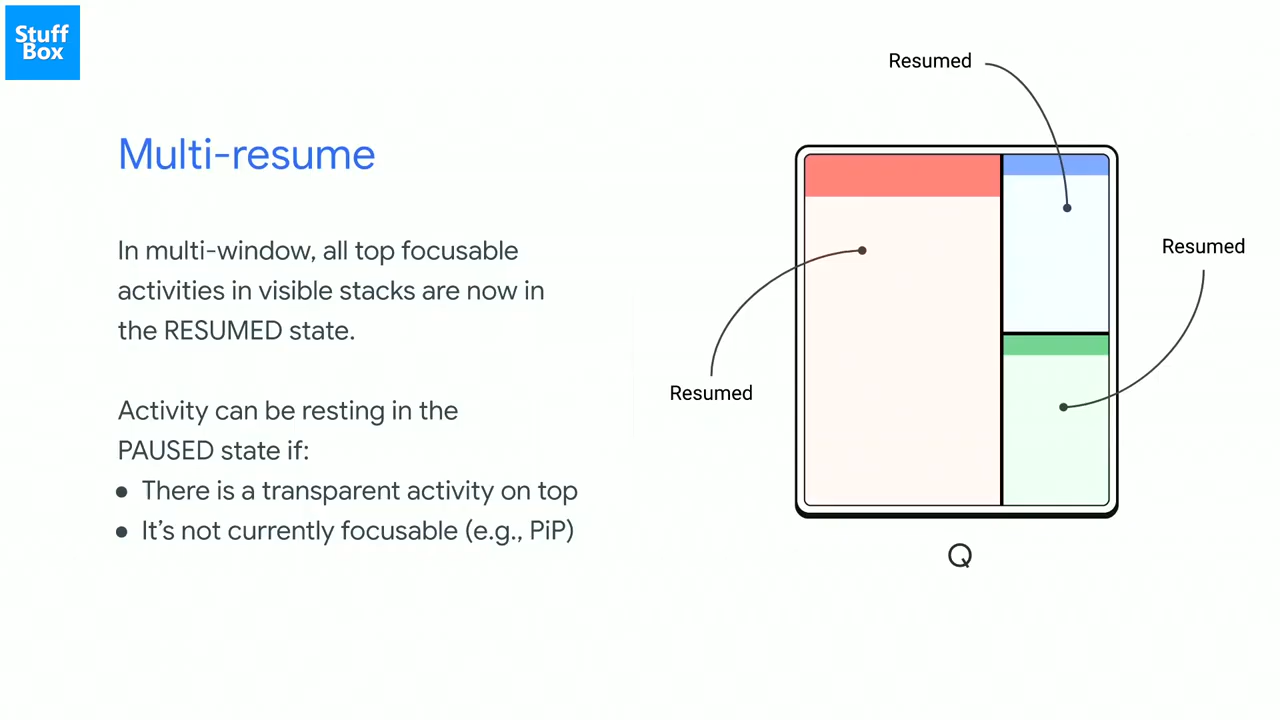 Stuff
Box
Multi-resume
In multi-window, all top focusable
activities in visible stacks are now in
the RESUMED state.
Activity can be resting in the
PAUSED state if:
● There is a transparent activity on top
● It’s not currently focusable (e.g., PiP)
Resumed
Resumed
Resumed
Q